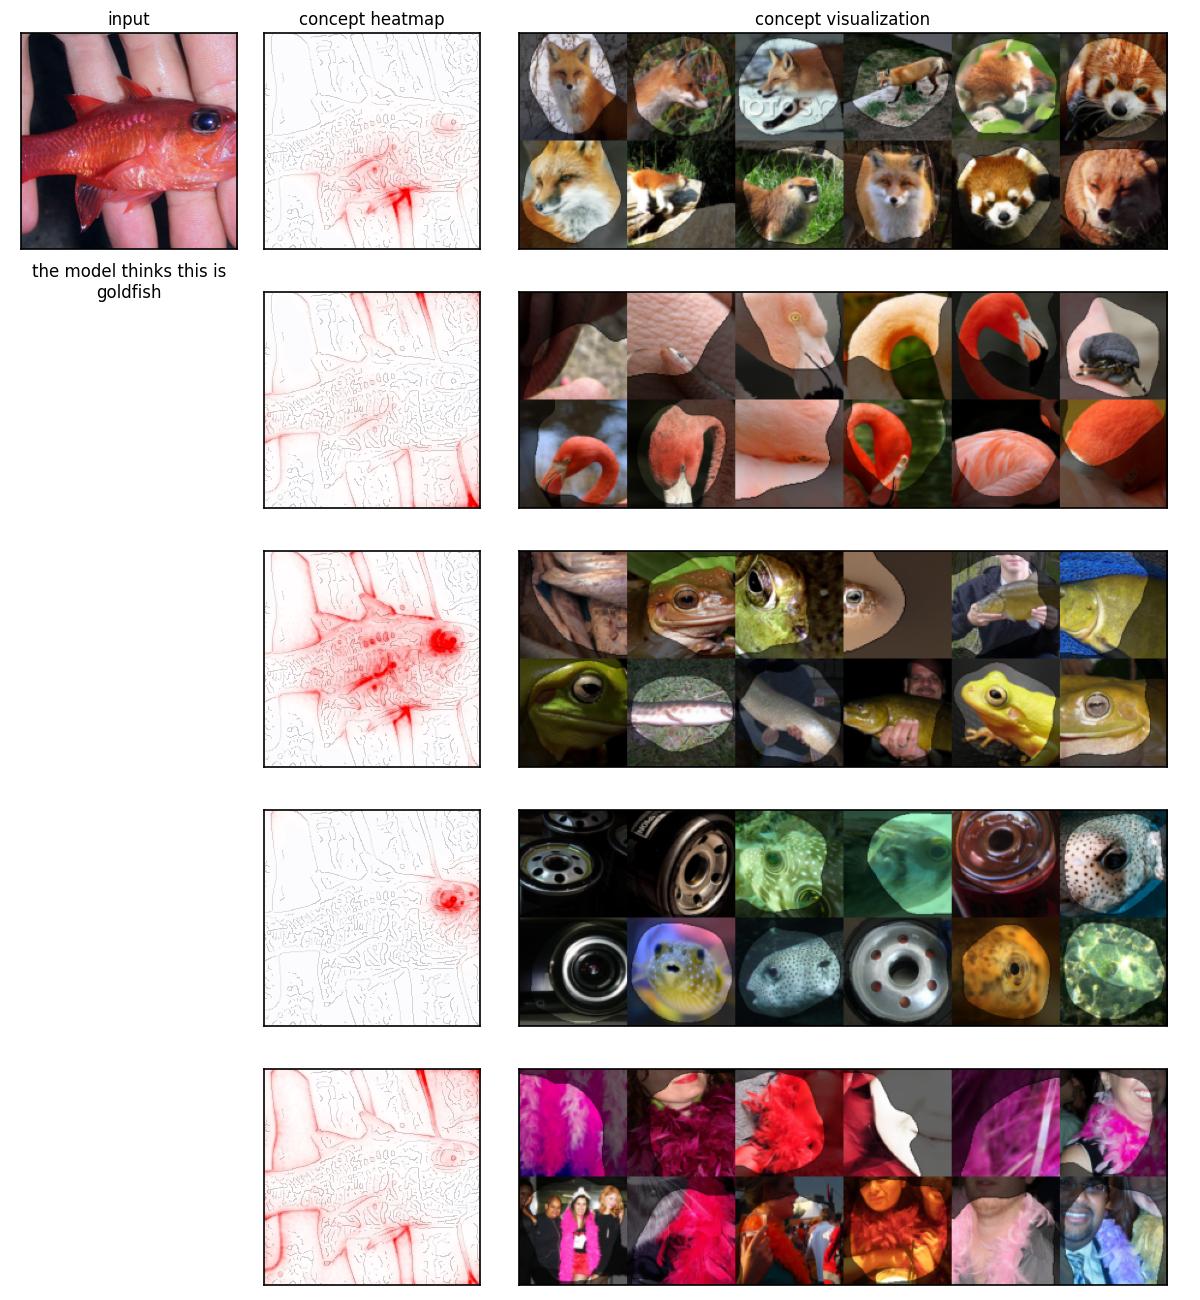 input
concept heatmap
concept visualization
the model thinks this is
goldfish